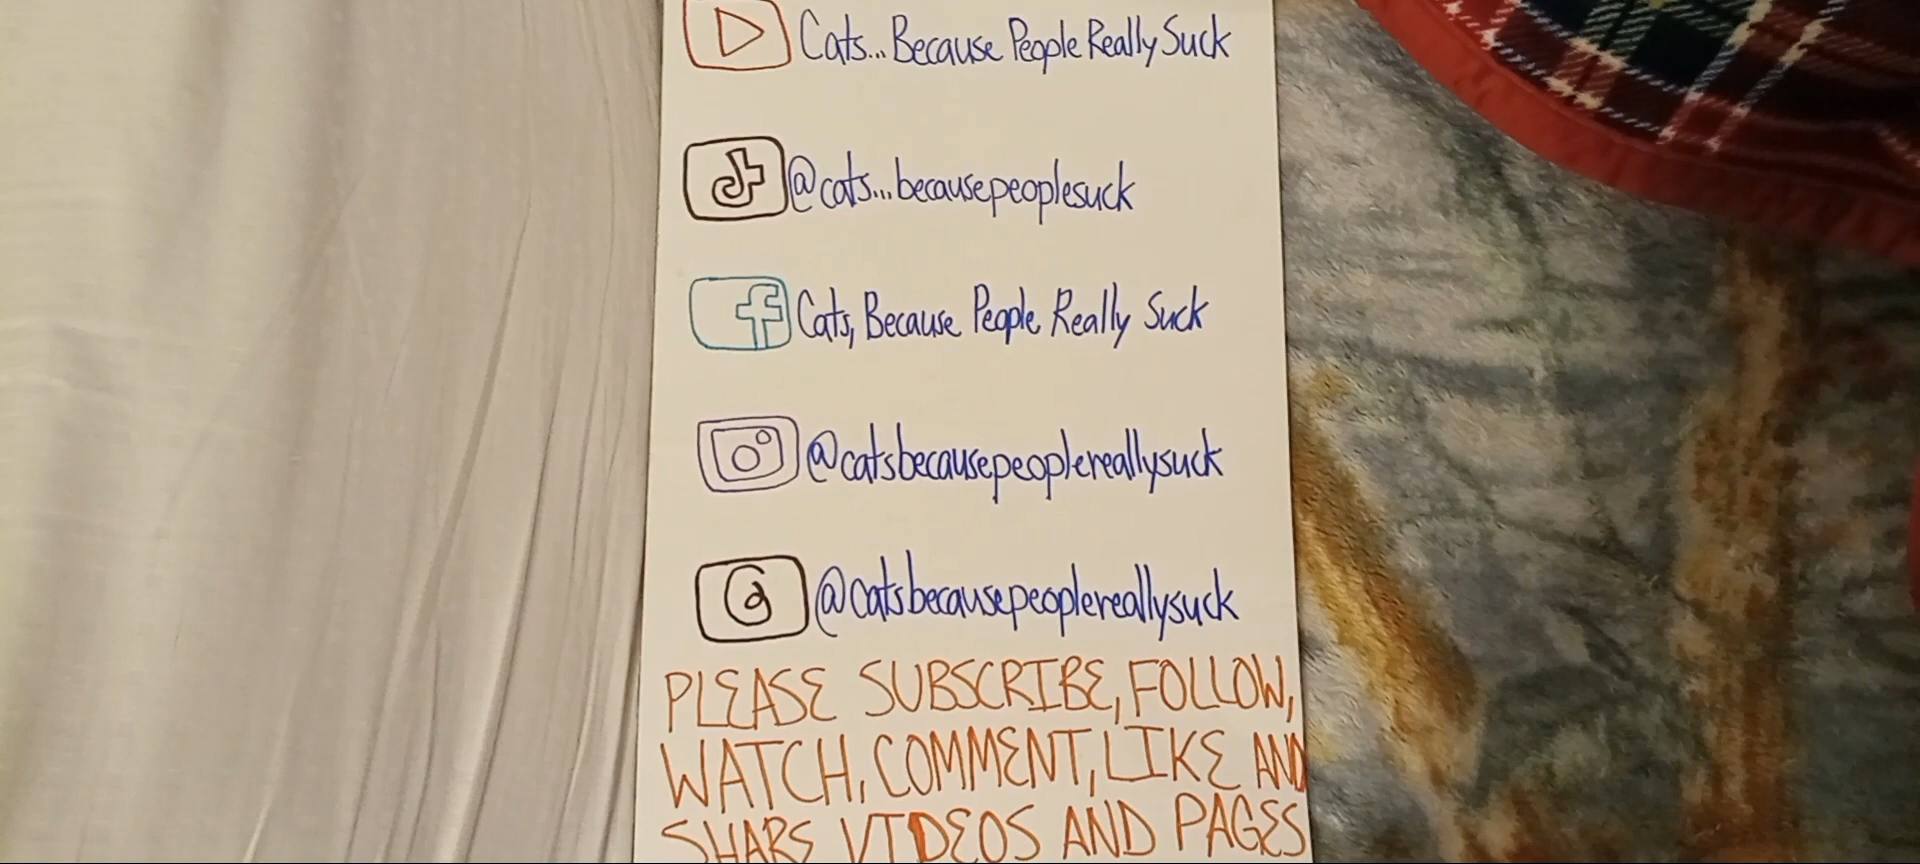 Cats...Because People Really Suck
@cats...becausepeoplesuck
Cats, Because People Really Suck
@catsbecausepeoplereallysuck
@catsbecausepeoplereallysuck
PLEASE SUBSCRIBE, FOLLOW,
WATCH, COMMENT, LIKE AND
SHARE VIDEOS AND PAGES